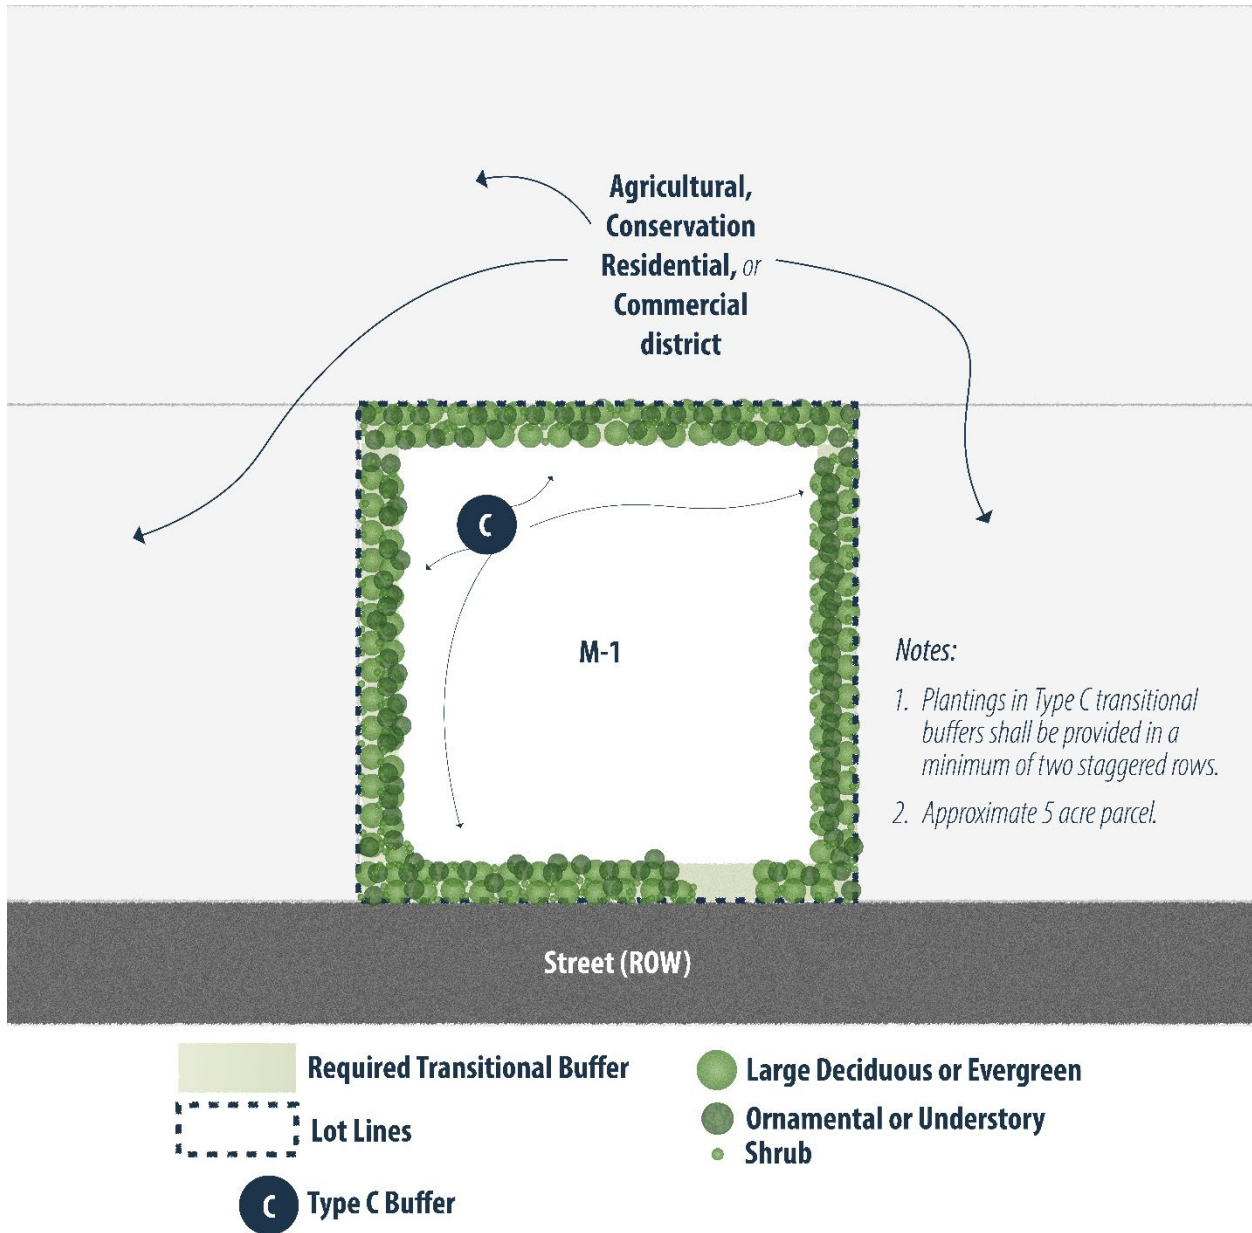 Agricultural,
Conservation
Residential, or
Commercial
district
C
M-1
Notes:
1. Plantings in Type C transitional
buffers shall be provided in a
minimum of two staggered rows.
2. Approximate 5 acre parcel.
Street (ROW)
Required Transitional Buffer
Lot Lines
C Type C Buffer
Large Deciduous or Evergreen
Ornamental or Understory
Shrub